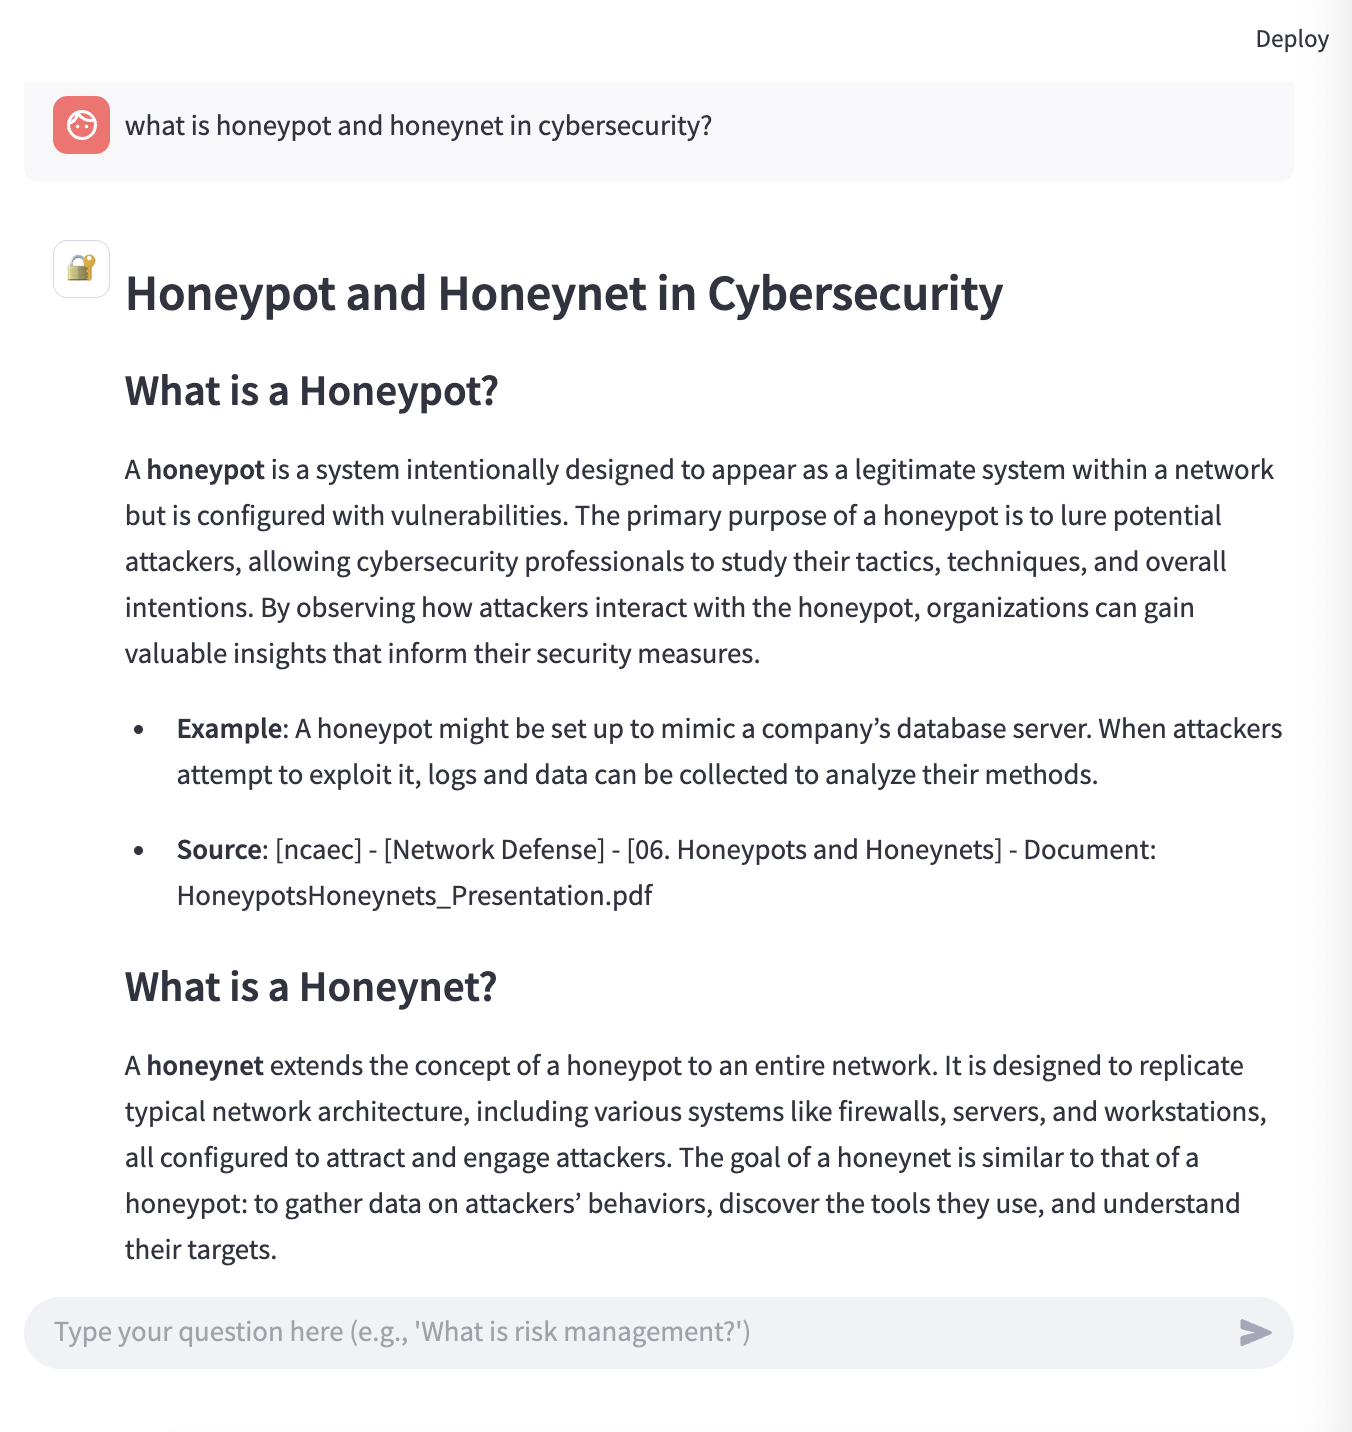 Deploy
what is honeypot and honeynet in cybersecurity?
Honeypot and Honeynet in Cybersecurity
What is a Honeypot?
A honeypot is a system intentionally designed to appear as a legitimate system within a network
but is configured with vulnerabilities. The primary purpose of a honeypot is to lure potential
attackers, allowing cybersecurity professionals to study their tactics, techniques, and overall
intentions. By observing how attackers interact with the honeypot, organizations can gain
valuable insights that inform their security measures.
• Example: A honeypot might be set up to mimic a company’s database server. When attackers
attempt to exploit it, logs and data can be collected to analyze their methods.
• Source: [ncaec] - [Network Defense] - [06. Honeypots and Honeynets] - Document:
HoneypotsHoneynets_Presentation.pdf
What is a Honeynet?
A honeynet extends the concept of a honeypot to an entire network. It is designed to replicate
typical network architecture, including various systems like firewalls, servers, and workstations,
all configured to attract and engage attackers. The goal of a honeynet is similar to that of a
honeypot: to gather data on attackers’ behaviors, discover the tools they use, and understand
their targets.
Type your question here (e.g., 'What is risk management?')